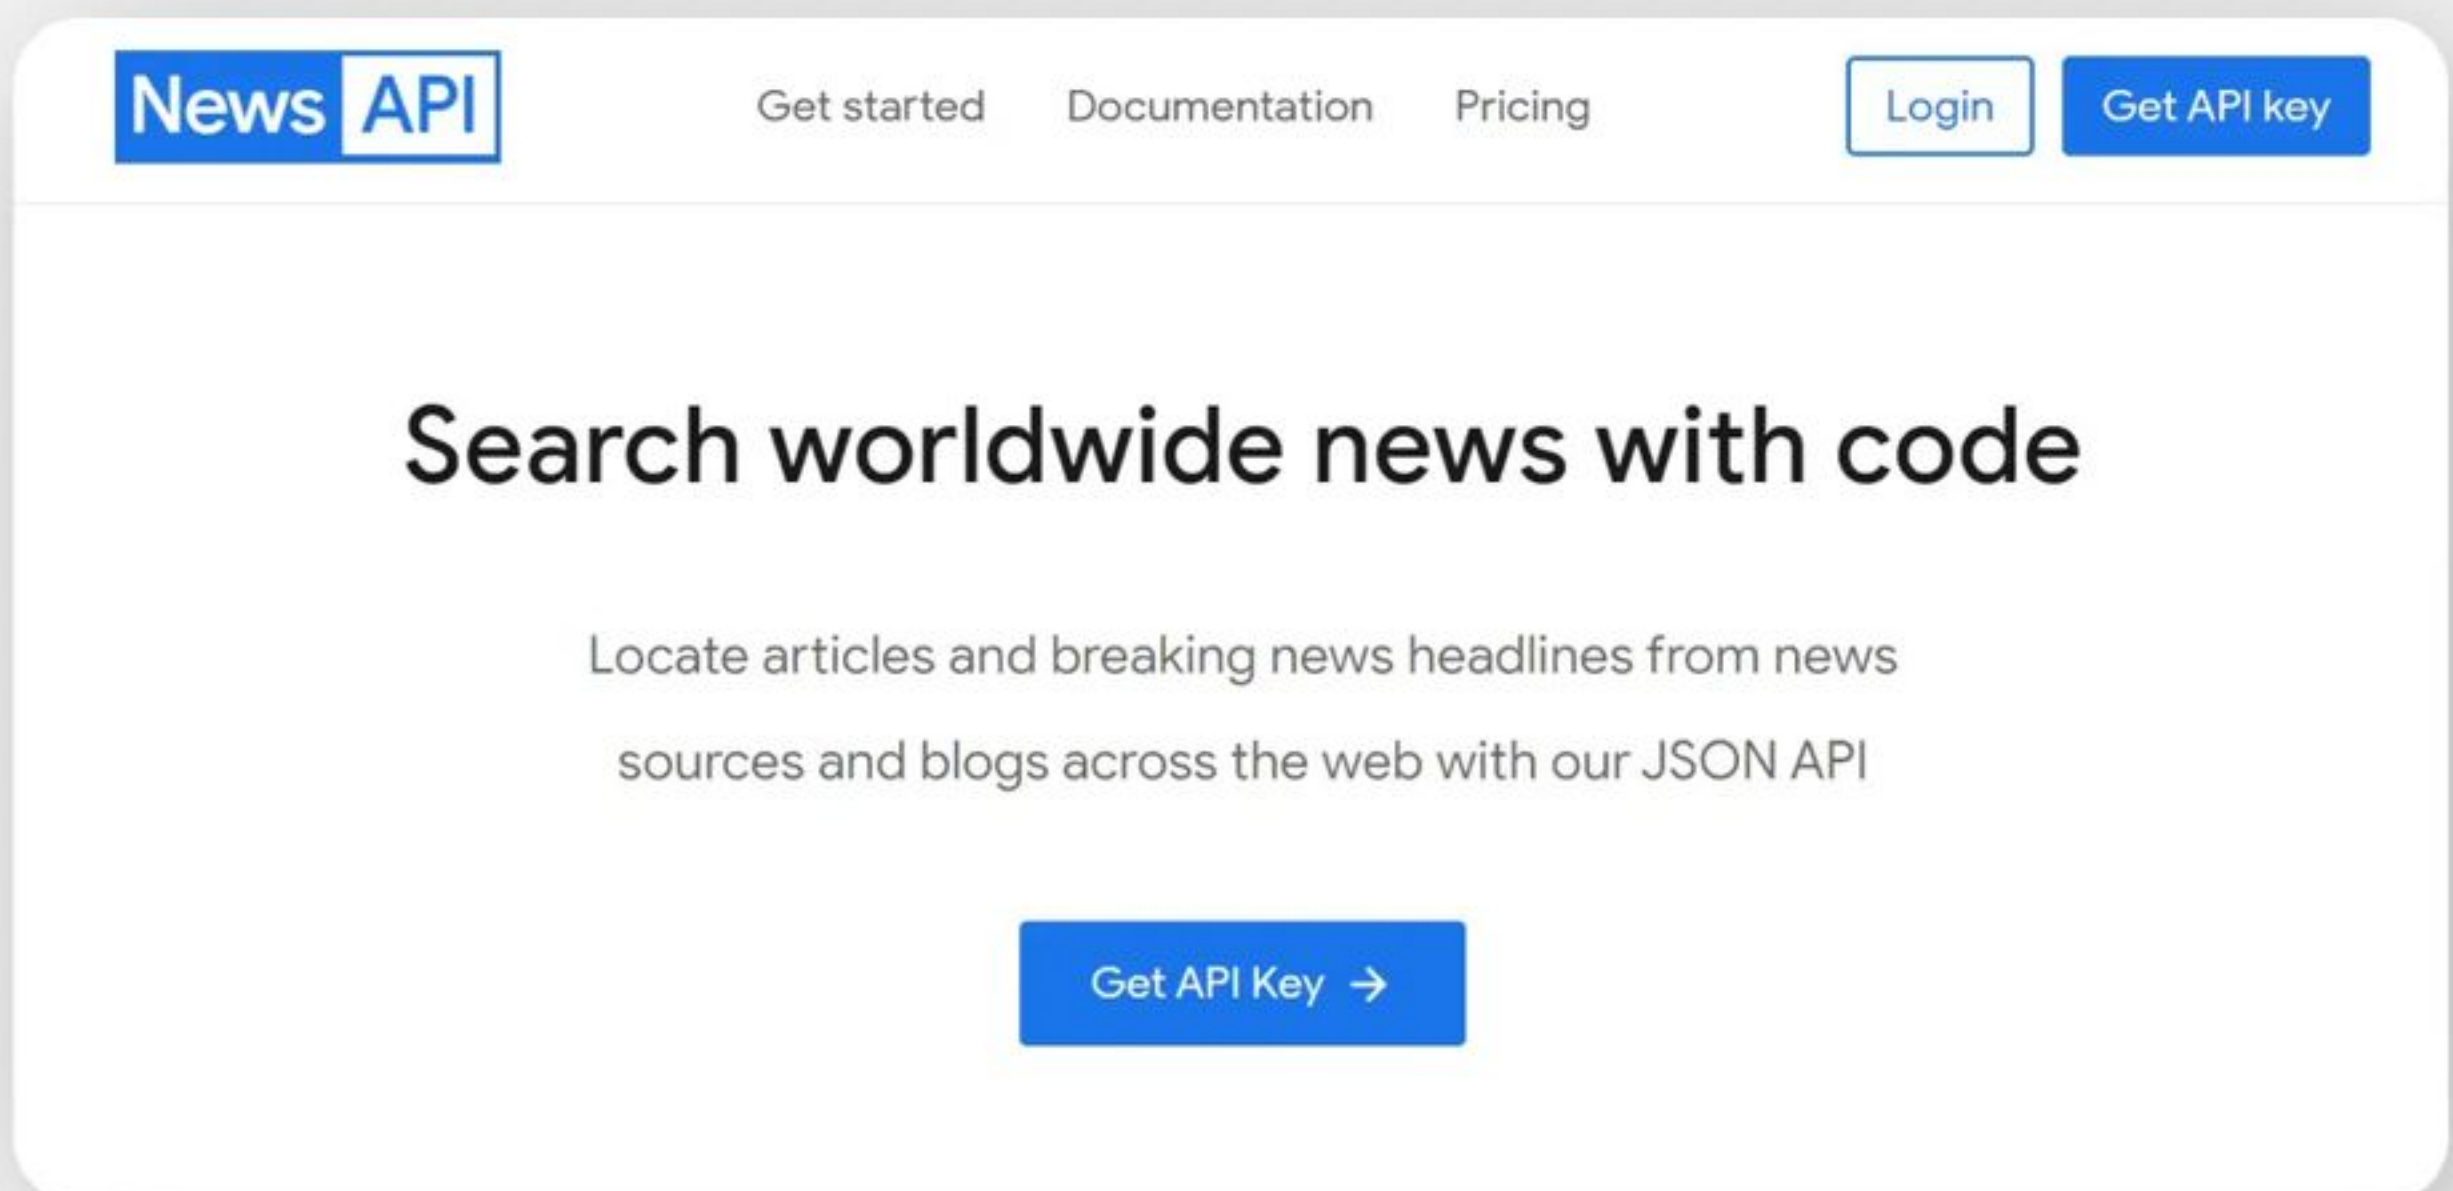 News API
Get started
Documentation
Pricing
Login
Get API key
Search worldwide news with code
Locate articles and breaking news headlines from news
sources and blogs across the web with our JSON API
Get API Key →